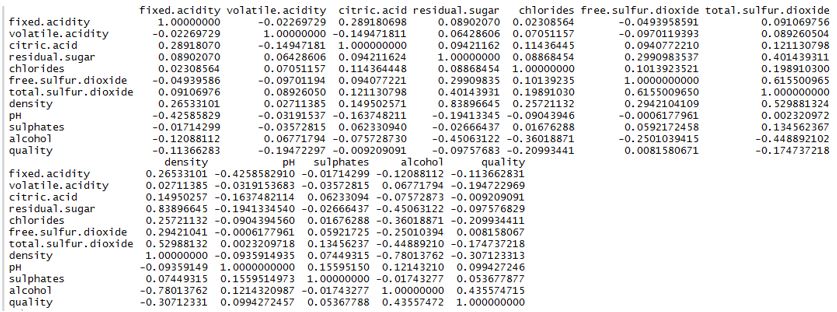 fixed.acidity volatile.acidity citric.acid residual.sugar chlorides free.sulfur.dioxide total.sulfur.dioxide
fixed.acidity 1.00000000 -0.02269729 0.289180698 0.08902070 0.02308564 -0.0493958591 0.091069756
volatile.acidity -0.02269729 1.00000000 -0.149471811 0.06428606 0.07051157 -0.0970119393 0.089260504
citric.acid 0.28918070 -0.14947181 1.000000000 0.09421162 0.11436445 0.0940772210 0.121130798
residual.sugar 0.08902070 0.06428606 0.094211624 1.00000000 0.08868454 0.2990983537 0.401439311
chlorides 0.02308564 0.07051157 0.114364448 0.08868454 1.00000000 0.1013923521 0.198910300
free.sulfur.dioxide -0.04939586 -0.09701194 0.094077221 0.29909835 0.10139235 1.0000000000 0.615500965
total.sulfur.dioxide 0.09106976 0.08926050 0.121130798 0.40143931 0.19891030 0.6155009650 1.000000000
density 0.26533101 0.02711385 0.149502571 0.83896645 0.25721132 0.2942104109 0.529881324
pH -0.42585829 -0.03191537 -0.163748211 -0.19413345 -0.09043946 -0.0006177961 0.002320972
sulphates -0.01714299 -0.03572815 0.062330940 -0.02666437 0.01676288 0.0592172458 0.134562367
alcohol -0.12088112 0.06771794 -0.075728730 -0.45063122 -0.36018871 -0.2501039415 -0.448892102
quality -0.11366283 -0.19472297 -0.009209091 -0.09757683 -0.20993441 0.0081580671 -0.174737218
density pH sulphates alcohol quality
fixed.acidity 0.26533101 -0.4258582910 -0.01714299 -0.12088112 -0.113662831
volatile.acidity 0.02711385 -0.0319153683 -0.03572815 0.06771794 -0.194722969
citric.acid 0.14950257 -0.1637482114 0.06233094 -0.07572873 -0.009209091
residual.sugar 0.83896645 -0.1941334540 -0.02666437 -0.45063122 -0.097576829
chlorides 0.25721132 -0.0904394560 0.01676288 -0.36018871 -0.209934411
free.sulfur.dioxide 0.29421041 -0.0006177961 0.05921725 -0.25010394 0.008158067
total.sulfur.dioxide 0.52988132 0.0023209718 0.13456237 -0.44889210 -0.174737218
density 1.00000000 -0.0935914935 0.07449315 -0.78013762 -0.307123313
pH -0.09359149 1.0000000000 0.15595150 0.12143210 0.099427246
sulphates 0.07449315 0.1559514973 1.00000000 -0.01743277 0.053677877
alcohol -0.78013762 0.1214320987 -0.01743277 1.00000000 0.435574715
quality -0.30712331 0.0994272457 0.05367788 0.43557472 1.000000000